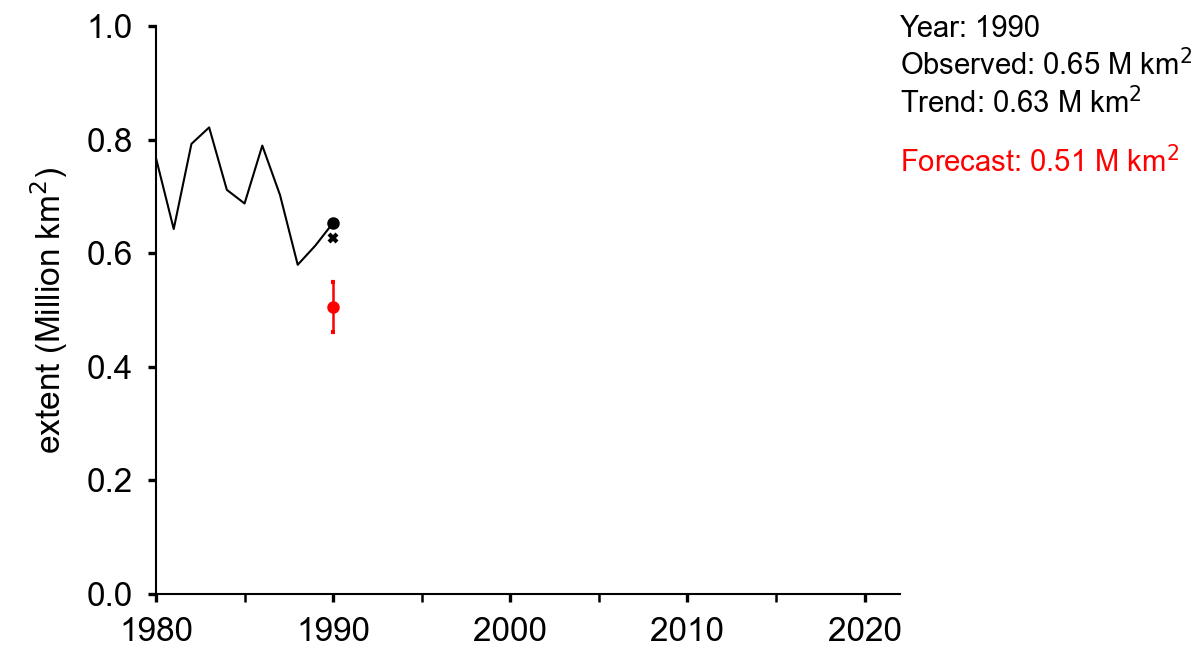 Year: 1990
Observed: 0.65 M km²
Trend: 0.63 M km²
Forecast: 0.51 M km²
extent (Million km²)
1.0
0.8
0.6
0.4
0.2
0.0
1980 1990 2000 2010 2020